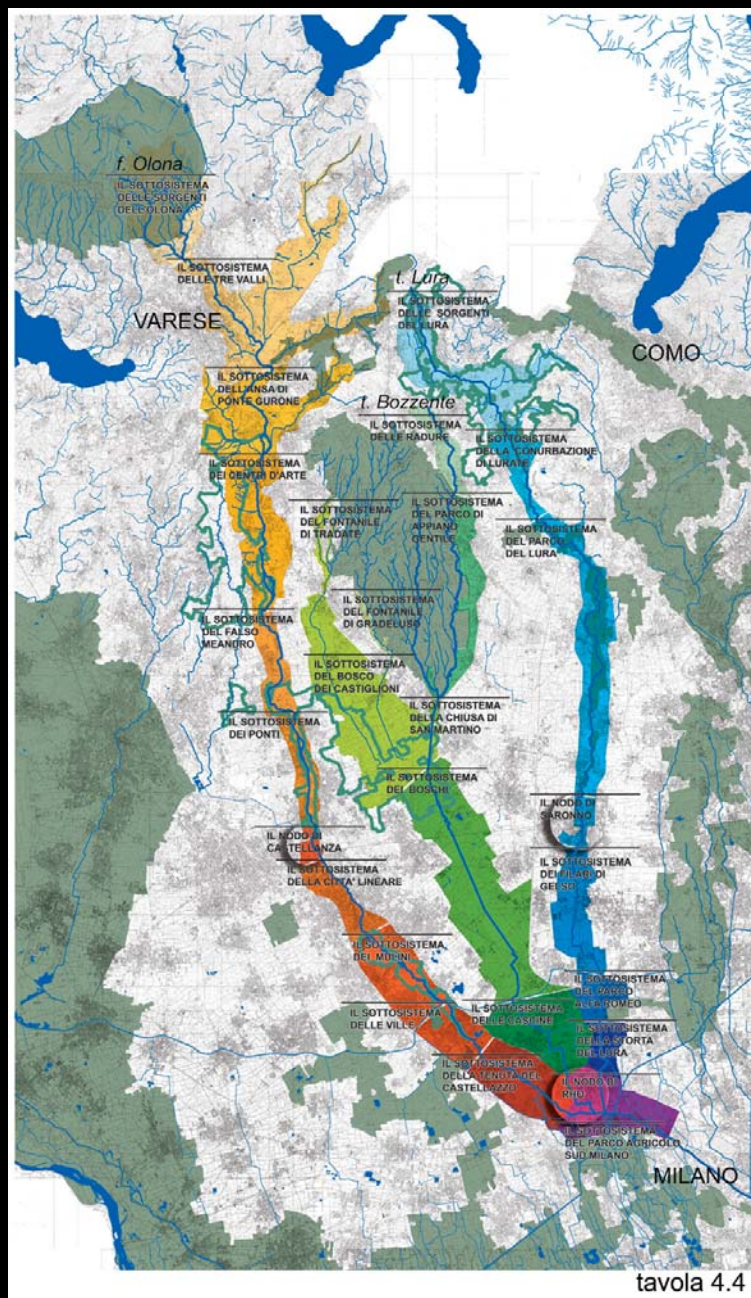 f. Olona
IL SOTTOSISTEMA
DELLE SORGENTI
DELL'OLONA
IL SOTTOSISTEMA
DELLE TRE VALLI
t. Lura
IL SOTTOSISTEMA
DELLE SORGENTI
DEL LURA
VARESE
COMO
IL SOTTOSISTEMA
DELL'ANSA DI
PONTE GURONE
t. Bozzente
IL SOTTOSISTEMA
DELLE RADURE
IL SOTTOSISTEMA
DELLA CONURBAZIONE
DI LURATE
IL SOTTOSISTEMA
DEI CENTRI D'ARTE
IL SOTTOSISTEMA
DEL FONTANILE
DI TRADATE
IL SOTTOSISTEMA
DEL PARCO DI
APPIANO
GENTILE
IL SOTTOSISTEMA
DEL PARCO
DEL LURA
IL SOTTOSISTEMA
DEL FONTANILE
DI GRADELUSO
IL SOTTOSISTEMA
DEL FALSO
MEANDRO
IL SOTTOSISTEMA
DEL BOSCO
DEI CASTIGLIONI
IL SOTTOSISTEMA
DELLA CHIUSA DI
SAN MARTINO
IL SOTTOSISTEMA
DEI PONTI
IL SOTTOSISTEMA
DEI BOSCHI
IL NODO DI
SARONNO
IL NODO DI
CASTELLANZA
IL SOTTOSISTEMA
DELLA CITTA' LINEARE
IL SOTTOSISTEMA
DEI FILARI DI
GELSO
IL SOTTOSISTEMA
DEI MULINI
IL SOTTOSISTEMA
DEL PARCO
ALFA ROMEO
IL SOTTOSISTEMA
DELLE VILLE
IL SOTTOSISTEMA
DELLE CASCINE
IL SOTTOSISTEMA
DELLA STORTA
DEL LURA
IL SOTTOSISTEMA
DELLA TENUTA DEL
CASTELLAZZO
IL NODO DI
RHO
IL SOTTOSISTEMA
DEL PARCO AGRICOLO
SUD MILANO
MILANO
tavola 4.4